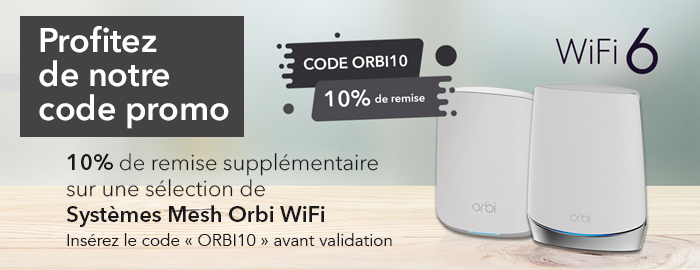 Profitez
de notre
code promo
CODE ORBI10
10% de remise
WiFi 6
10% de remise supplémentaire
sur une sélection de
Systèmes Mesh Orbi WiFi
Insérez le code « ORBI10 » avant validation
orbi
orbi